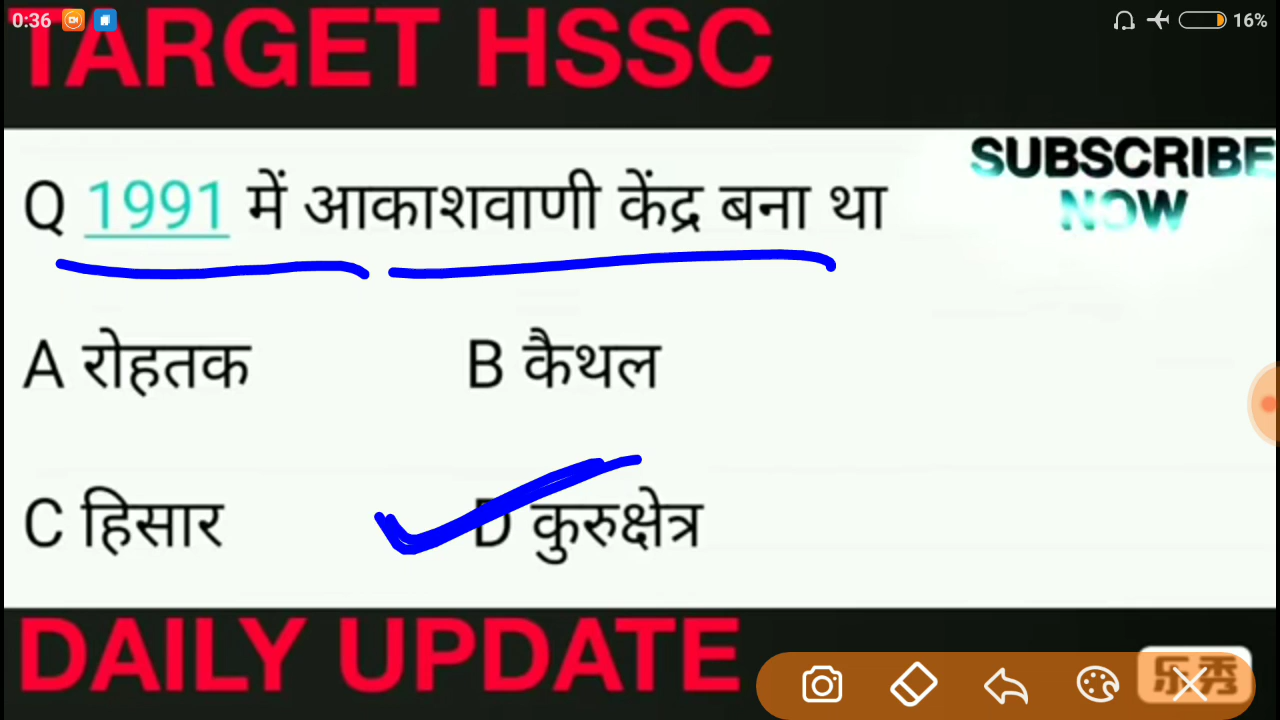 0:36
16%
TARGET HSSC
SUBSCRIBE
NOW
Q 1991 में आकाशवाणी केंद्र बना था
A रोहतक B कैथल
C हिसार D कुरुक्षेत्र
DAILY UPDATE
乐秀